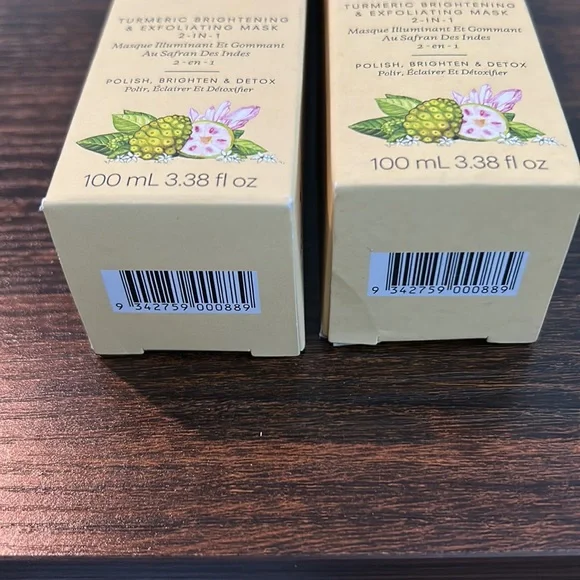 TURMERIC BRIGHTENING
& EXFOLIATING MASK
2-IN-1
Masque Illuminant Et Gommant
Au Safran Des Indes
2-en-1
POLISH, BRIGHTEN & DETOX
Polir, Éclairer Et Détoxifier
100 mL 3.38 fl oz
9 342759 000889
TURMERIC BRIGHTENING
& EXFOLIATING MASK
2-IN-1
Masque Illuminant Et Gommant
Au Safran Des Indes
2-en-1
POLISH, BRIGHTEN & DETOX
Polir, Éclairer Et Détoxifier
100 mL 3.38 fl oz
9 342759 000889